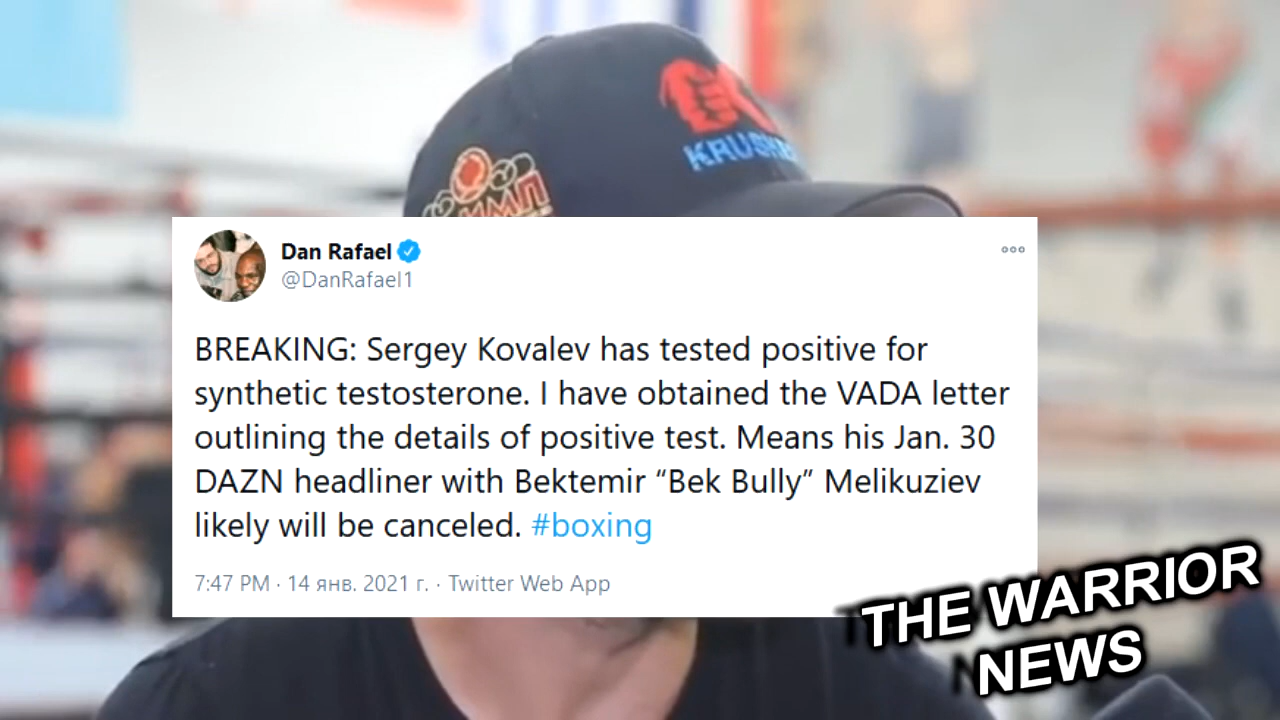 KRUSHER
ИМП
Dan Rafael
@DanRafael1
BREAKING: Sergey Kovalev has tested positive for
synthetic testosterone. I have obtained the VADA letter
outlining the details of positive test. Means his Jan. 30
DAZN headliner with Bektemir “Bek Bully” Melikuziev
likely will be canceled. #boxing
7:47 PM · 14 янв. 2021 г. · Twitter Web App
THE WARRIOR
NEWS